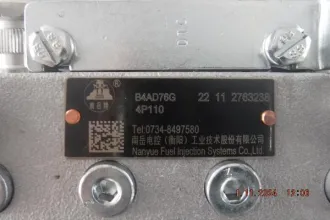 B4AD76G 22 11 2763238
4P110
Tel:0734-8497580
南岳电控(衡阳)工业技术股份有限公司
Nanyue Fuel Injection Systems Co.,Ltd.